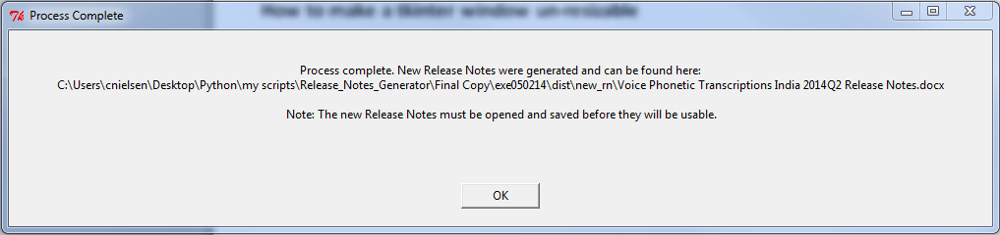 How to make a tkinter window un-resizable
Process Complete
Process complete. New Release Notes were generated and can be found here:
C:\Users\cnielsen\Desktop\Python\my scripts\Release_Notes_Generator\Final Copy\exe050214\dist\new_rn\Voice Phonetic Transcriptions India 2014Q2 Release Notes.docx
Note: The new Release Notes must be opened and saved before they will be usable.
OK